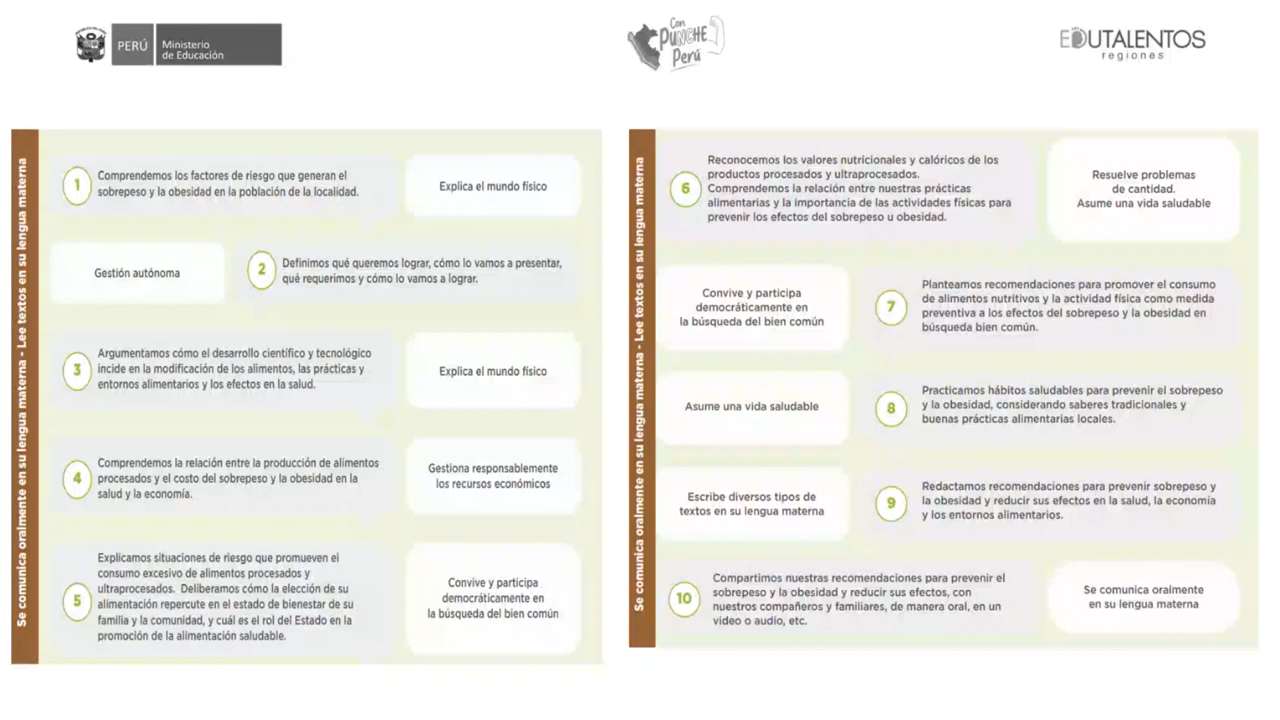 PERÚ
Ministerio
de Educación
Con
PUNCHE
Perú
EDUTALENTOS
regiones
Se comunica oralmente en su lengua materna - Lee textos en su lengua materna
1
Comprendemos los factores de riesgo que generan el
sobrepeso y la obesidad en la población de la localidad.
Explica el mundo físico
Gestión autónoma
2
Definimos qué queremos lograr, cómo lo vamos a presentar,
qué requerimos y cómo lo vamos a lograr.
3
Argumentamos cómo el desarrollo científico y tecnológico
incide en la modificación de los alimentos, las prácticas y
entornos alimentarios y los efectos en la salud.
Explica el mundo físico
4
Comprendemos la relación entre la producción de alimentos
procesados y el costo del sobrepeso y la obesidad en la
salud y la economía.
Gestiona responsablemente
los recursos económicos
5
Explicamos situaciones de riesgo que promueven el
consumo excesivo de alimentos procesados y
ultraprocesados. Deliberamos cómo la elección de su
alimentación repercute en el estado de bienestar de su
familia y la comunidad, y cuál es el rol del Estado en la
promoción de la alimentación saludable.
Convive y participa
democráticamente en
la búsqueda del bien común
Se comunica oralmente en su lengua materna - Lee textos en su lengua materna
6
Reconocemos los valores nutricionales y calóricos de los
productos procesados y ultraprocesados.
Comprendemos la relación entre nuestras prácticas
alimentarias y la importancia de las actividades físicas para
prevenir los efectos del sobrepeso u obesidad.
Resuelve problemas
de cantidad.
Asume una vida saludable
Convive y participa
democráticamente en
la búsqueda del bien común
7
Planteamos recomendaciones para promover el consumo
de alimentos nutritivos y la actividad física como medida
preventiva a los efectos del sobrepeso y la obesidad en
búsqueda bien común.
Asume una vida saludable
8
Practicamos hábitos saludables para prevenir el sobrepeso
y la obesidad, considerando saberes tradicionales y
buenas prácticas alimentarias locales.
Escribe diversos tipos de
textos en su lengua materna
9
Redactamos recomendaciones para prevenir sobrepeso y
la obesidad y reducir sus efectos en la salud, la economía
y los entornos alimentarios.
10
Compartimos nuestras recomendaciones para prevenir el
sobrepeso y la obesidad y reducir sus efectos, con
nuestros compañeros y familiares, de manera oral, en un
video o audio, etc.
Se comunica oralmente
en su lengua materna